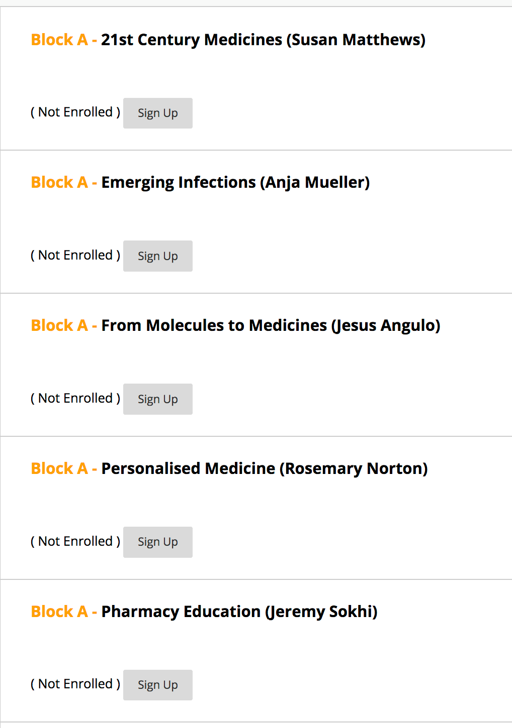 Block A - 21st Century Medicines (Susan Matthews)
( Not Enrolled ) Sign Up
Block A - Emerging Infections (Anja Mueller)
( Not Enrolled ) Sign Up
Block A - From Molecules to Medicines (Jesus Angulo)
( Not Enrolled ) Sign Up
Block A - Personalised Medicine (Rosemary Norton)
( Not Enrolled ) Sign Up
Block A - Pharmacy Education (Jeremy Sokhi)
( Not Enrolled ) Sign Up